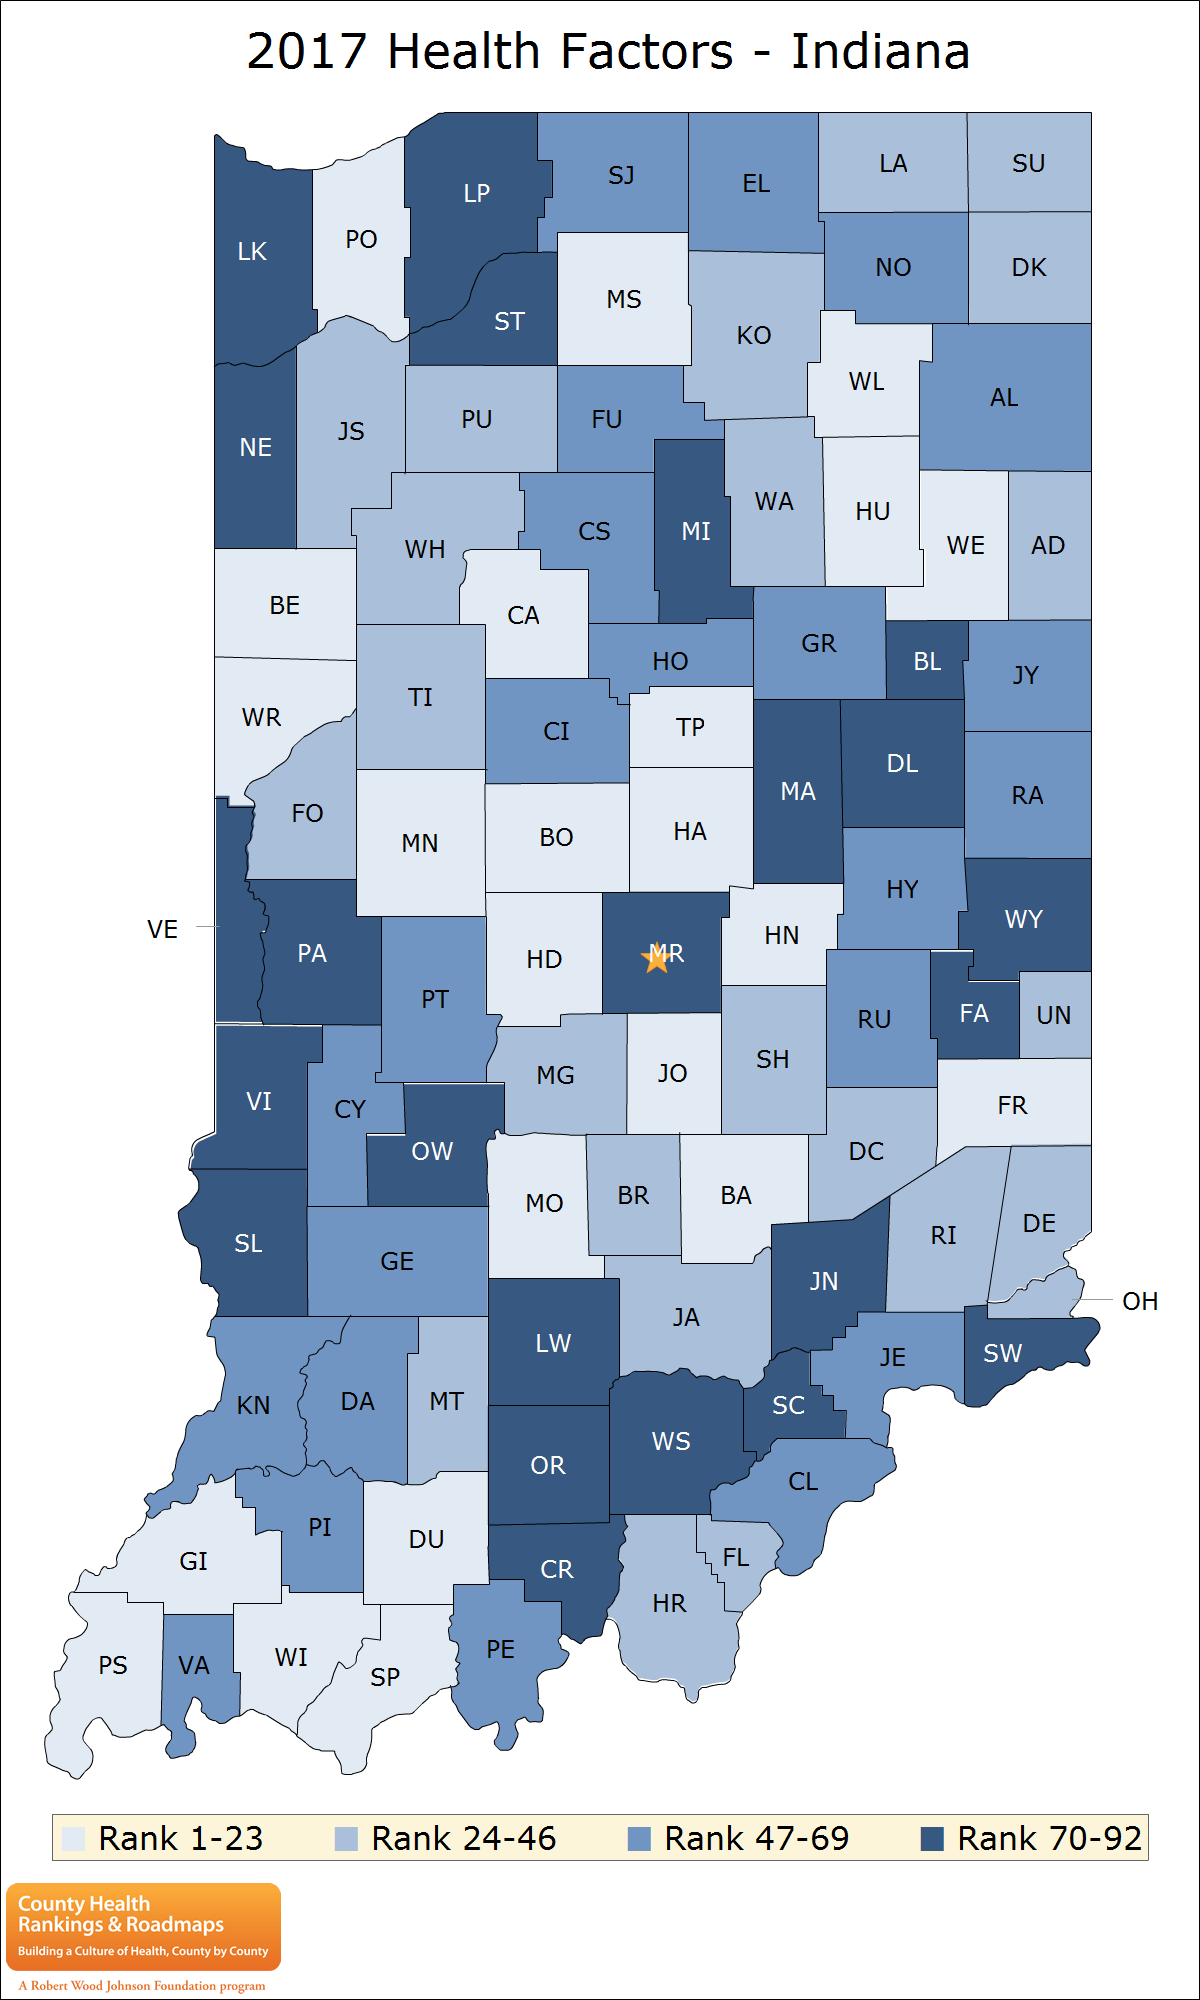 2017 Health Factors - Indiana
LP
SJ
EL
LA
SU
LK
PO
NO
DK
MS
ST
KO
WL
AL
NE
JS
PU
FU
WA
HU
WH
CS
MI
WE
AD
BE
CA
HO
GR
BL
JY
WR
TI
CI
TP
MA
DL
RA
FO
MN
BO
HA
HY
WY
VE
PA
HD
MR
HN
PT
RU
FA
UN
MG
JO
SH
VI
CY
FR
OW
DC
MO
BR
BA
SL
GE
RI
DE
JN
OH
LW
JA
JE
SW
KN
DA
MT
SC
OR
WS
CL
PI
DU
GI
CR
FL
HR
PS
VA
WI
SP
PE
Rank 1-23 Rank 24-46 Rank 47-69 Rank 70-92
County Health
Rankings & Roadmaps
Building a Culture of Health, County by County
A Robert Wood Johnson Foundation program